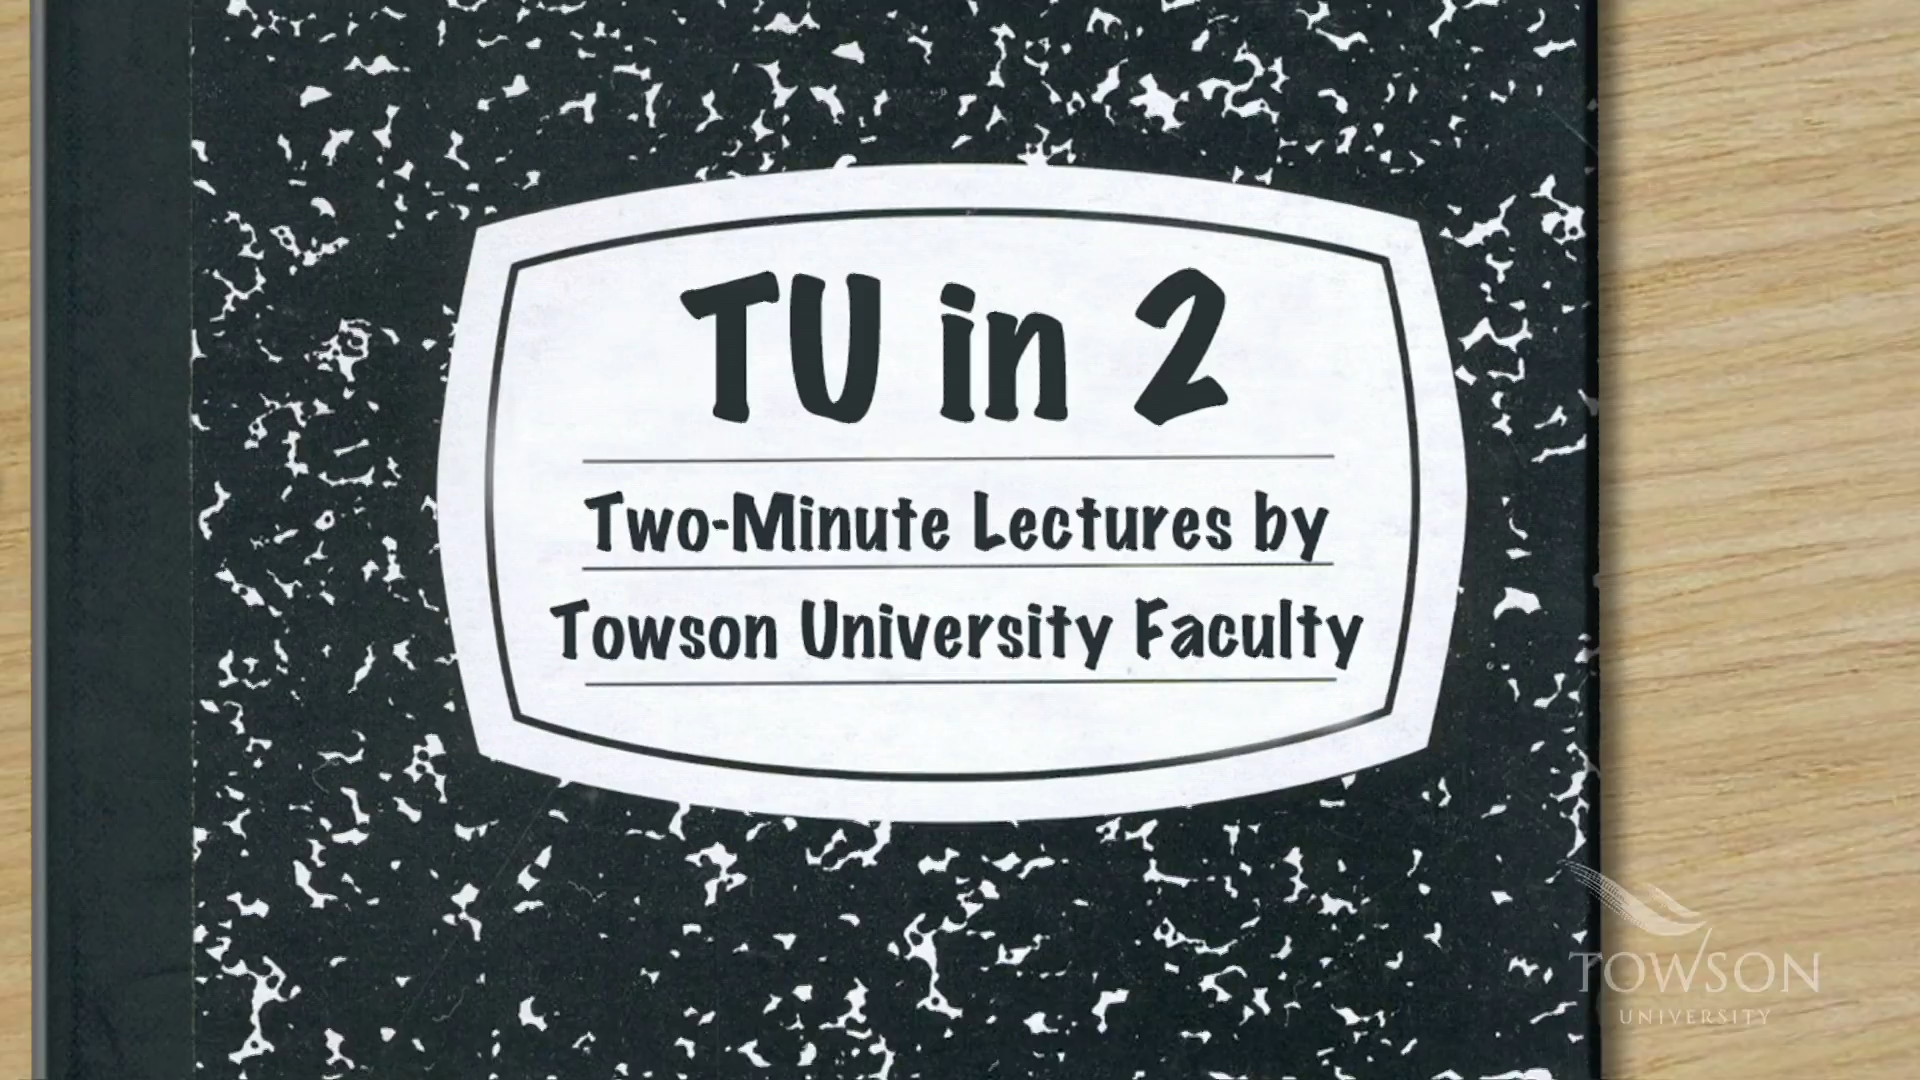 TU in 2
Two-Minute Lectures by
Towson University Faculty
TOWSON
UNIVERSITY